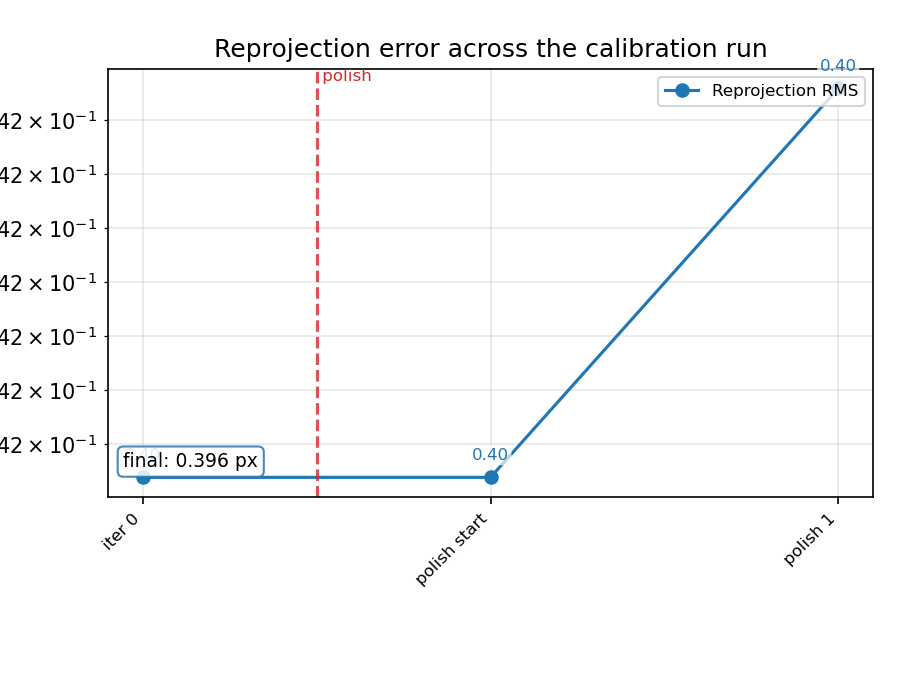 Reprojection error across the calibration run
0.40
polish
Reprojection RMS
42 × 10⁻¹
42 × 10⁻¹
42 × 10⁻¹
42 × 10⁻¹
42 × 10⁻¹
42 × 10⁻¹
42 × 10⁻¹
0.40
final: 0.396 px
iter 0
polish start
polish 1